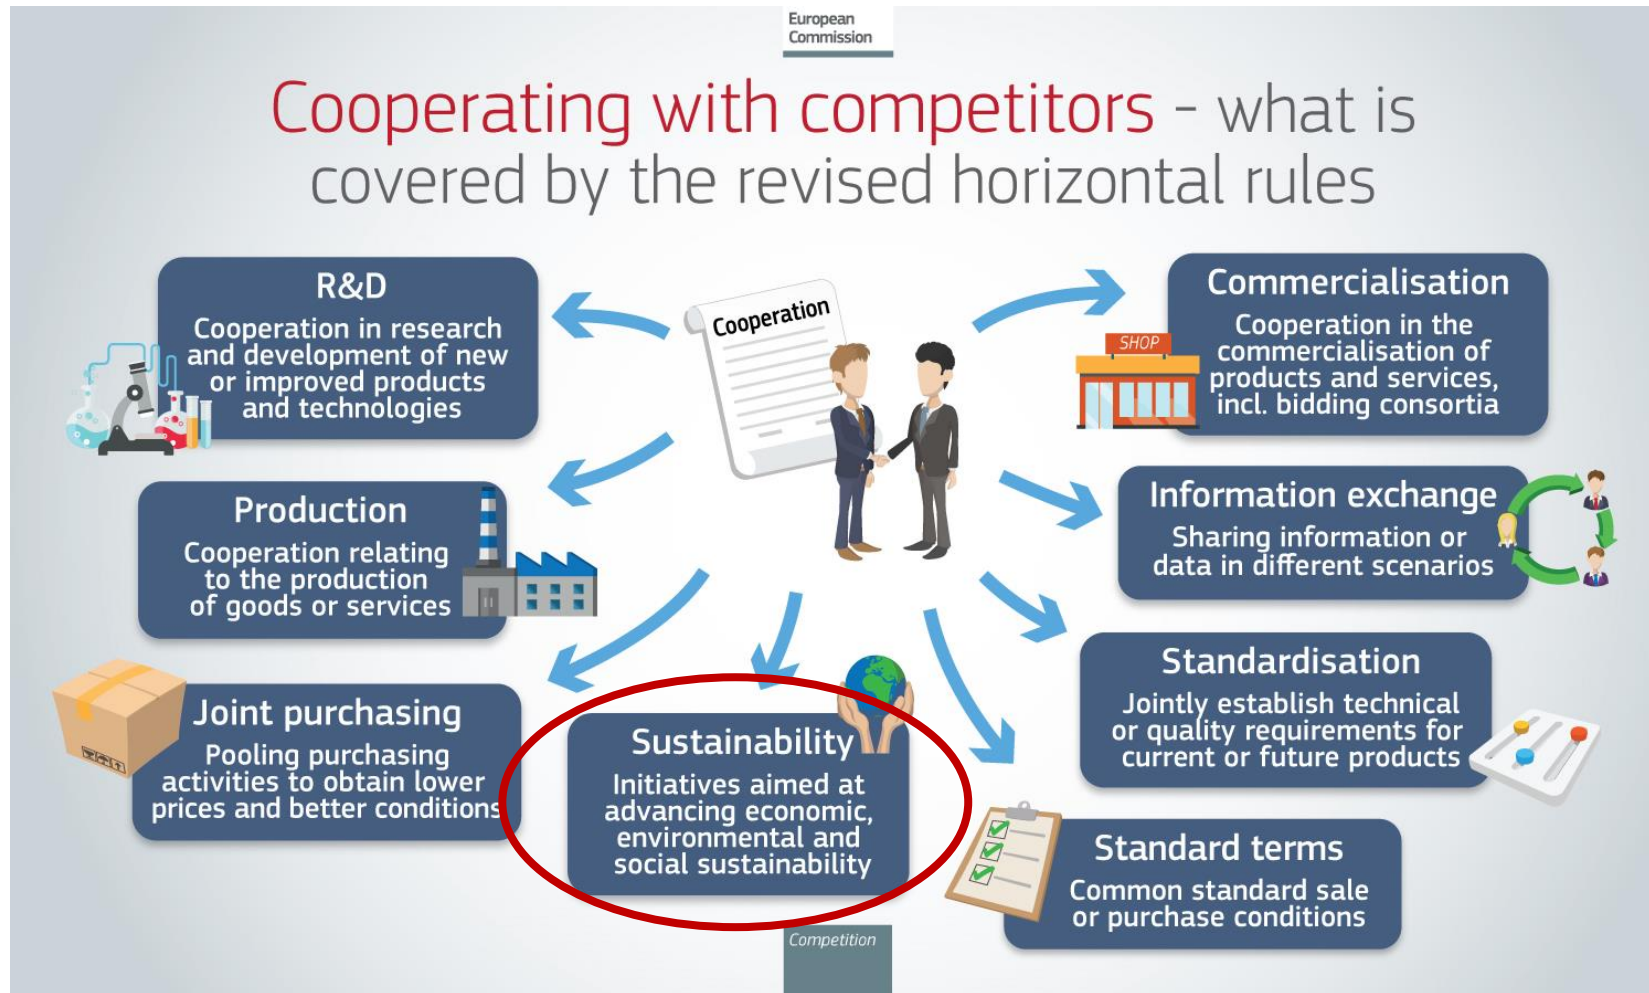 European
Commission
Cooperating with competitors - what is
covered by the revised horizontal rules
R&D
Cooperation in research
and development of new
or improved products
and technologies
Production
Cooperation relating
to the production
of goods or services
Joint purchasing
Pooling purchasing
activities to obtain lower
prices and better conditions
Cooperation
Sustainability
Initiatives aimed at
advancing economic,
environmental and
social sustainability
SHOP
Commercialisation
Cooperation in the
commercialisation of
products and services,
incl. bidding consortia
Information exchange
Sharing information or
data in different scenarios
Standardisation
Jointly establish technical
or quality requirements for
current or future products
Standard terms
Common standard sale
or purchase conditions
Competition